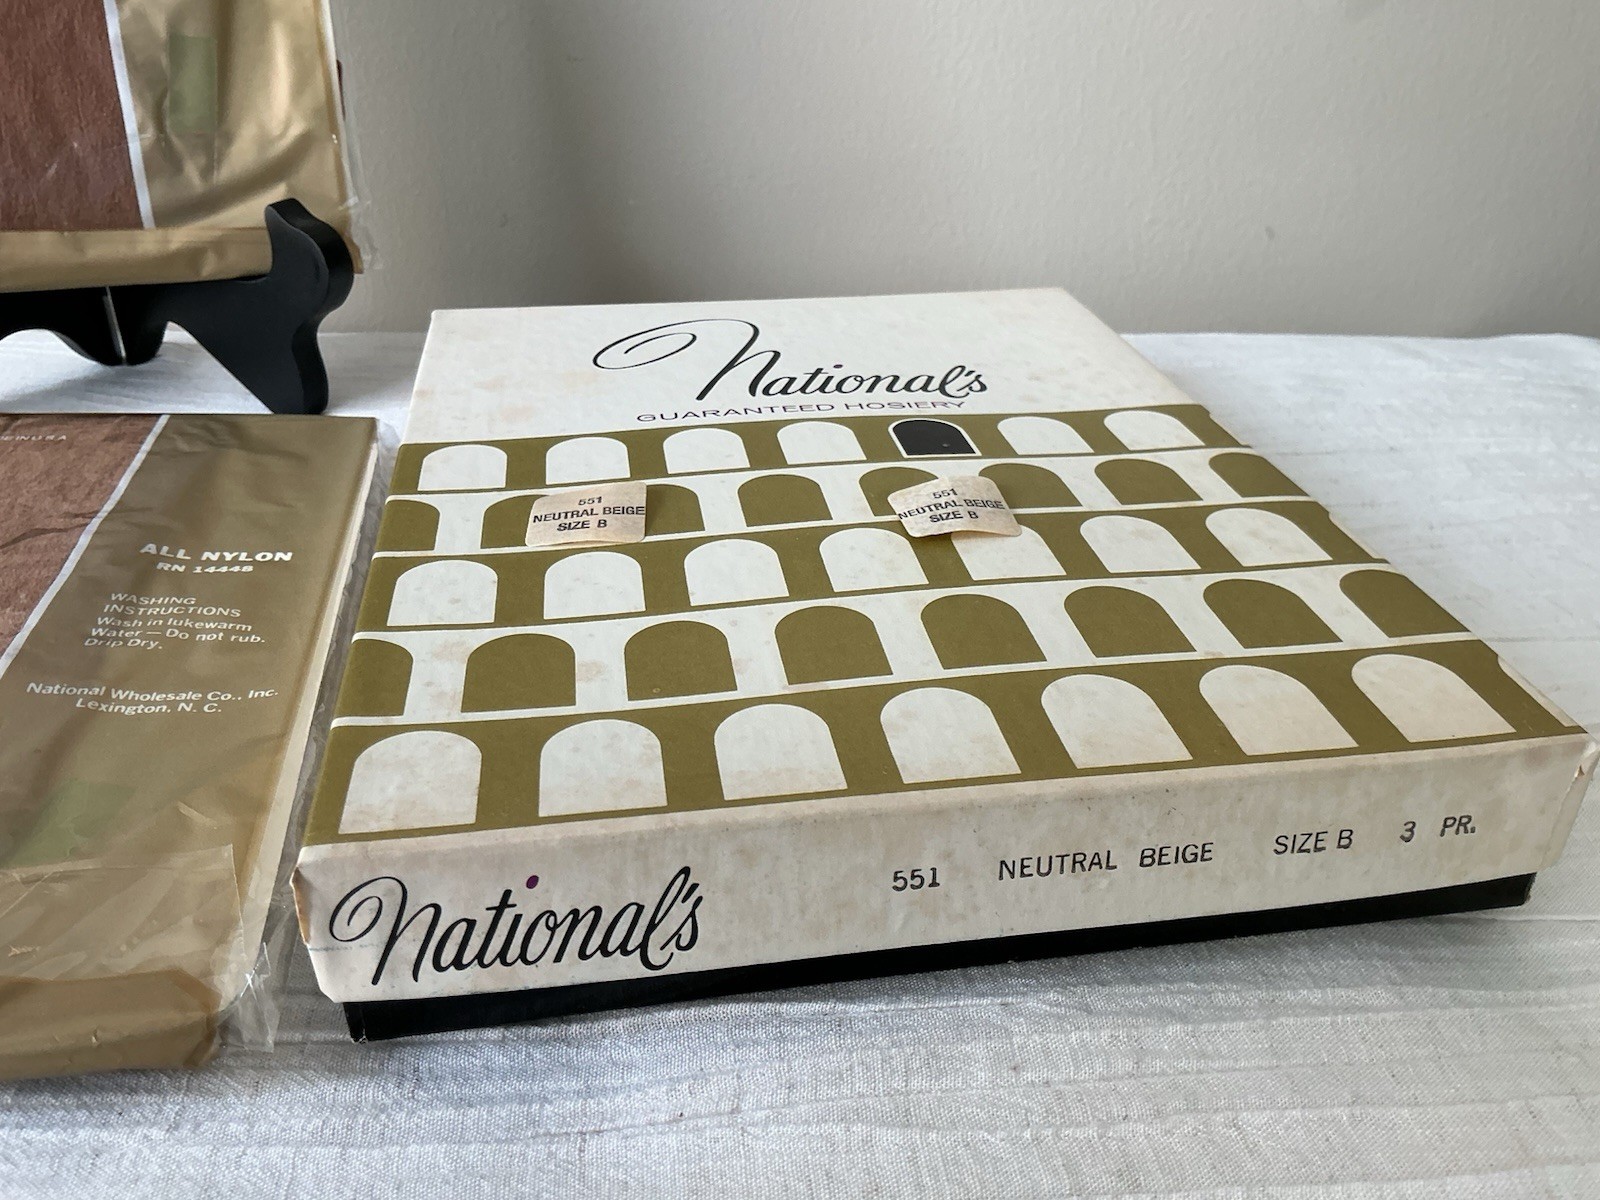 National's
GUARANTEED HOSIERY
551
NEUTRAL BEIGE
SIZE B
551
NEUTRAL BEIGE
SIZE B
National's
551 NEUTRAL BEIGE SIZE B 3 PR.
IN U.S.A
ALL NYLON
RN 14448
WASHING
INSTRUCTIONS
Wash in lukewarm
Water — Do not rub.
Drip Dry.
National Wholesale Co., Inc.
Lexington, N. C.